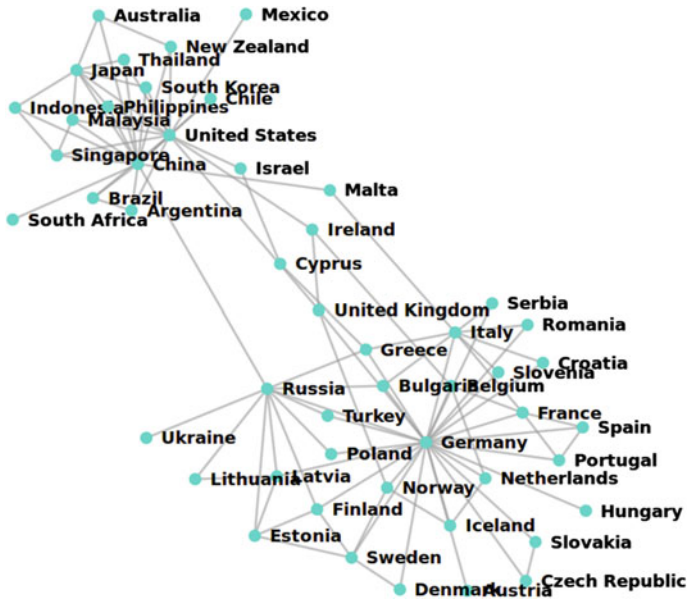 Australia
Mexico
New Zealand
Thailand
Japan
South Korea
Chile
Indonesia
Philippines
Malaysia
United States
Singapore
China
Israel
Malta
Brazil
Argentina
South Africa
Ireland
Cyprus
United Kingdom
Serbia
Romania
Italy
Greece
Croatia
Slovenia
Russia
Bulgaria
Belgium
Turkey
France
Spain
Ukraine
Germany
Poland
Portugal
Lithuania
Latvia
Norway
Netherlands
Finland
Hungary
Iceland
Estonia
Slovakia
Sweden
Czech Republic
Denmark
Austria